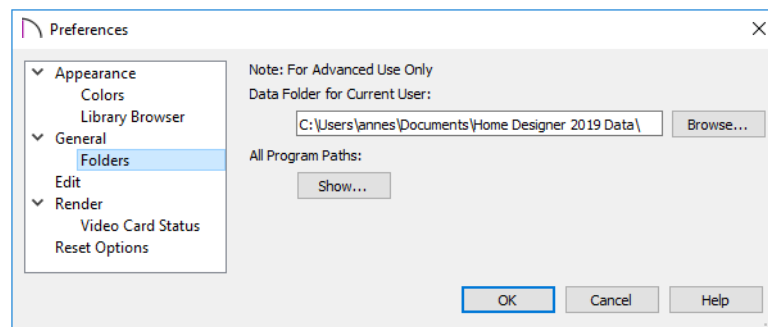 Preferences
Appearance
Colors
Library Browser
General
Folders
Edit
Render
Video Card Status
Reset Options
Note: For Advanced Use Only
Data Folder for Current User:
C:\Users\annes\Documents\Home Designer 2019 Data\
Browse...
All Program Paths:
Show...
OK
Cancel
Help